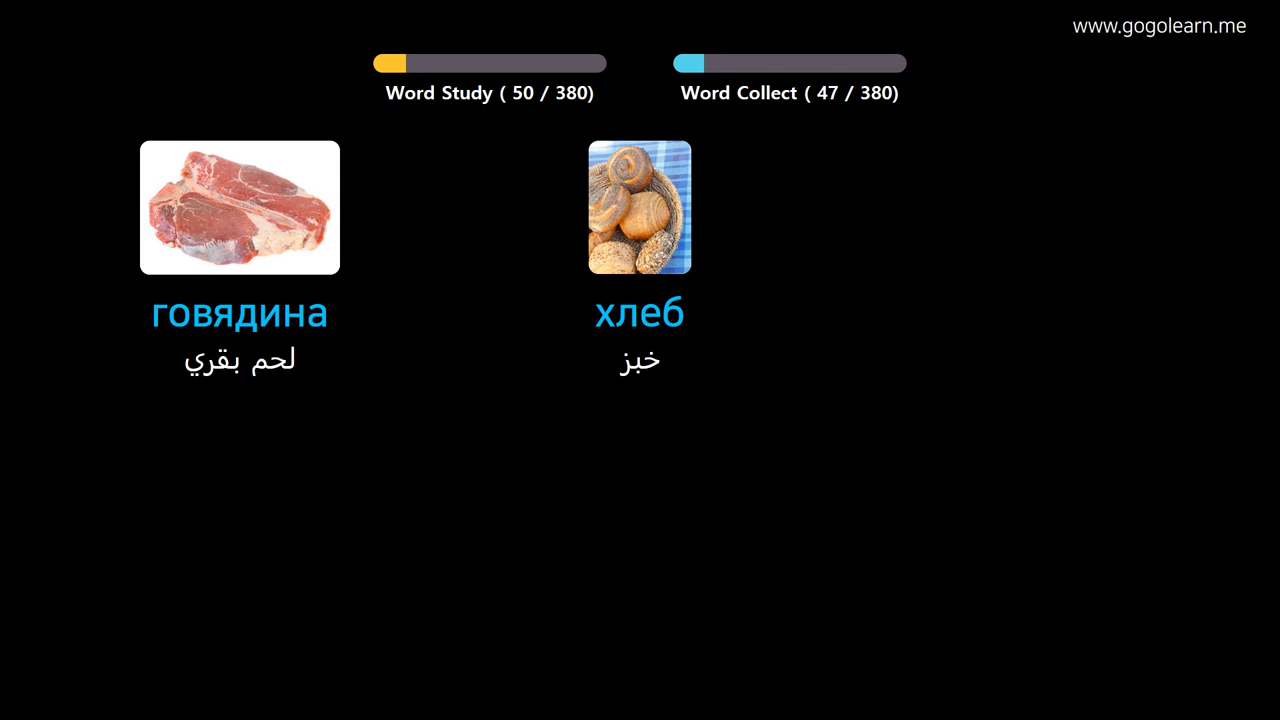 www.gogolearn.me
Word Study ( 50 / 380)
Word Collect ( 47 / 380)
говядина
لحم بقري
хлеб
خبز